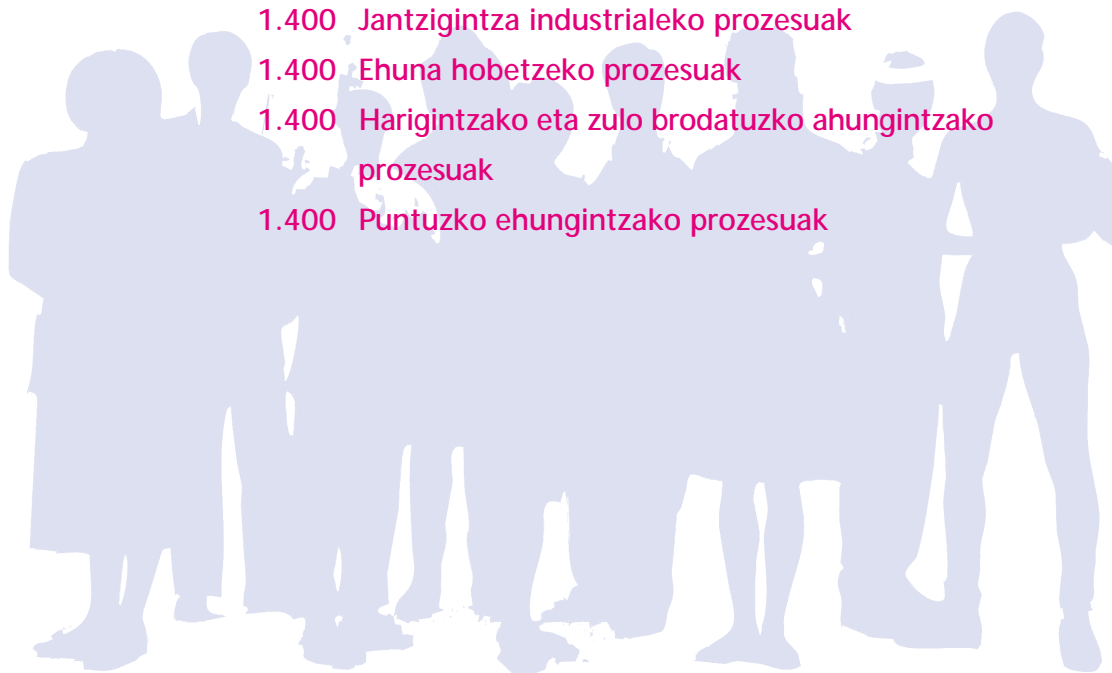 1.400 Jantzigintza industrialeko prozesuak
1.400 Ehuna hobetzeko prozesuak
1.400 Harigintzako eta zulo brodatuzko ahungintzako
prozesuak
1.400 Puntuzko ehungintzako prozesuak